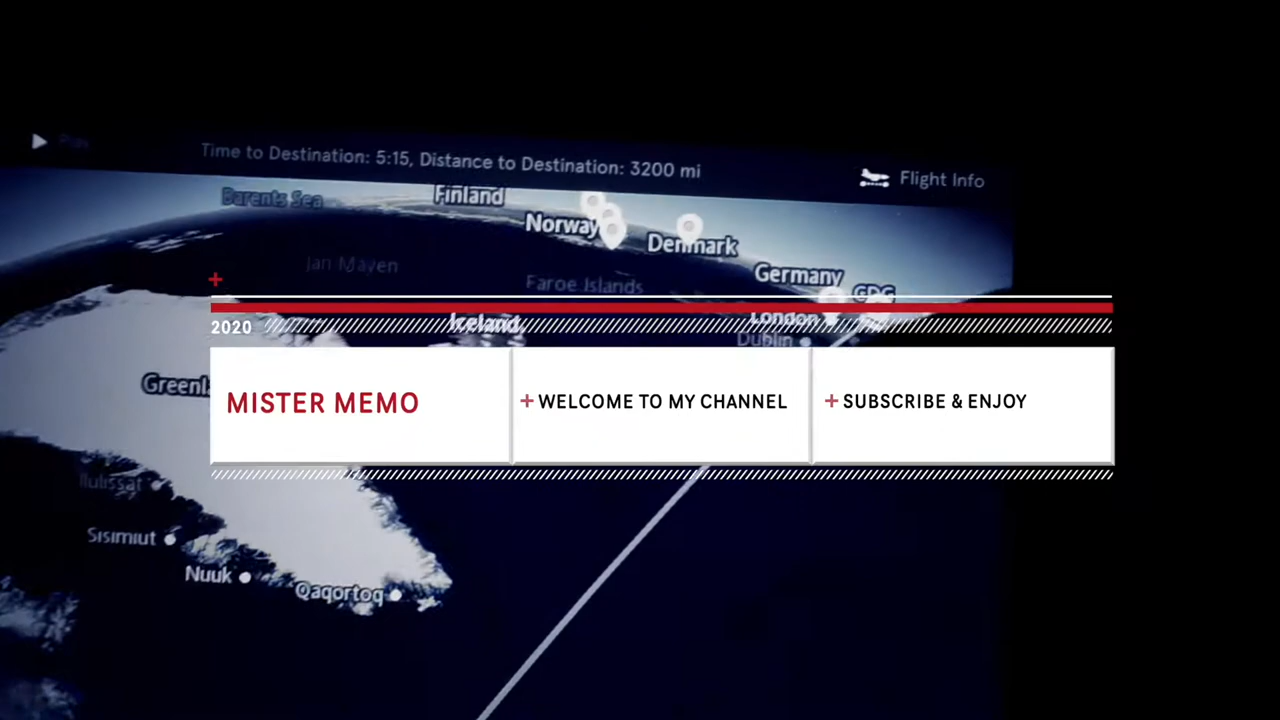 Play
Time to Destination: 5:15, Distance to Destination: 3200 mi
Flight Info
Barents Sea
Finland
Norway
Denmark
Jan Mayen
Faroe Islands
Germany
CDG
London
Iceland
Dublin
2020
MISTER MEMO
+ WELCOME TO MY CHANNEL
+ SUBSCRIBE & ENJOY
Ilulissat
Sisimiut
Nuuk
Qaqortoq